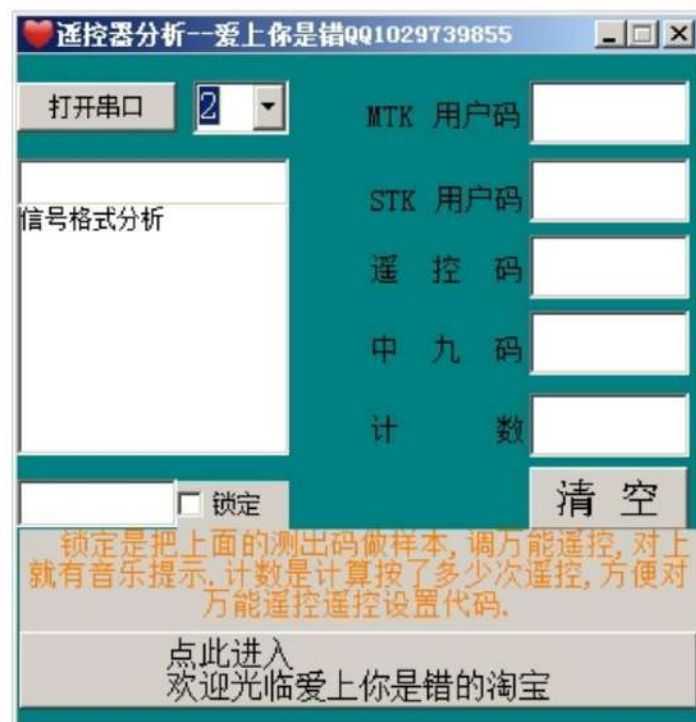 遥控器分析--爱上你是错QQ1029739855
打开串口
2
MTK 用户码
STK 用户码
信号格式分析
遥 控 码
中 九 码
计 数
锁定
清 空
锁定是把上面的测出码做样本,调万能遥控,对上
就有音乐提示.计数是计算按了多少次遥控,方便对
万能遥控遥控设置代码.
点此进入
欢迎光临爱上你是错的淘宝